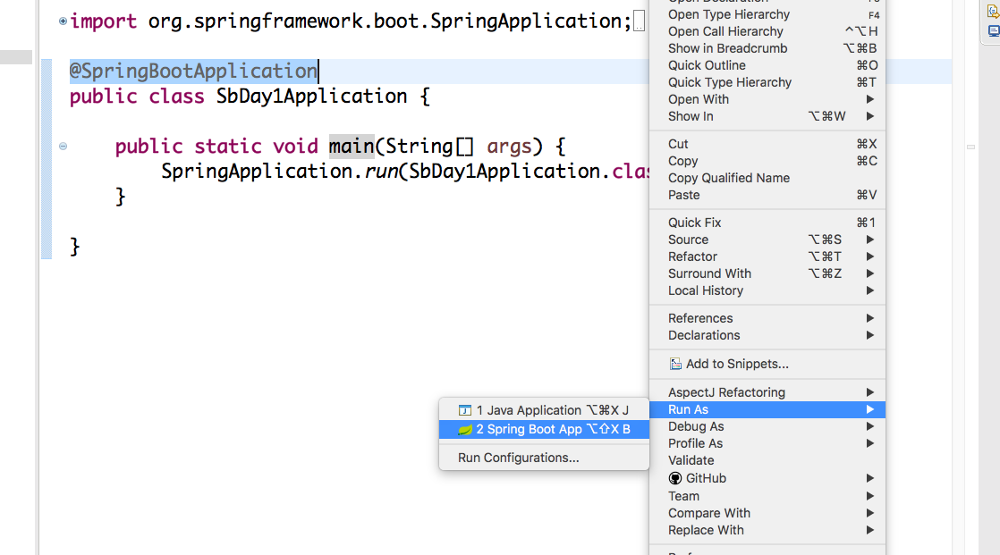 import org.springframework.boot.SpringApplication;
@SpringBootApplication
public class SbDay1Application {
public static void main(String[] args) {
SpringApplication.run(SbDay1Application.clas
}
}
Open Type Hierarchy F4
Open Call Hierarchy ^⌥H
Show in Breadcrumb ⌥⌘B
Quick Outline ⌘O
Quick Type Hierarchy ⌘T
Open With ▶
Show In ⌥⌘W ▶
Cut ⌘X
Copy ⌘C
Copy Qualified Name
Paste ⌘V
Quick Fix ⌘1
Source ⌥⌘S ▶
Refactor ⌥⌘T ▶
Surround With ⌥⌘Z ▶
Local History ▶
References ▶
Declarations ▶
Add to Snippets...
AspectJ Refactoring ▶
Run As ▶
1 Java Application ⌥⌘X J
2 Spring Boot App ⌥⇧X B
Run Configurations...
Debug As ▶
Profile As ▶
Validate
GitHub ▶
Team ▶
Compare With ▶
Replace With ▶